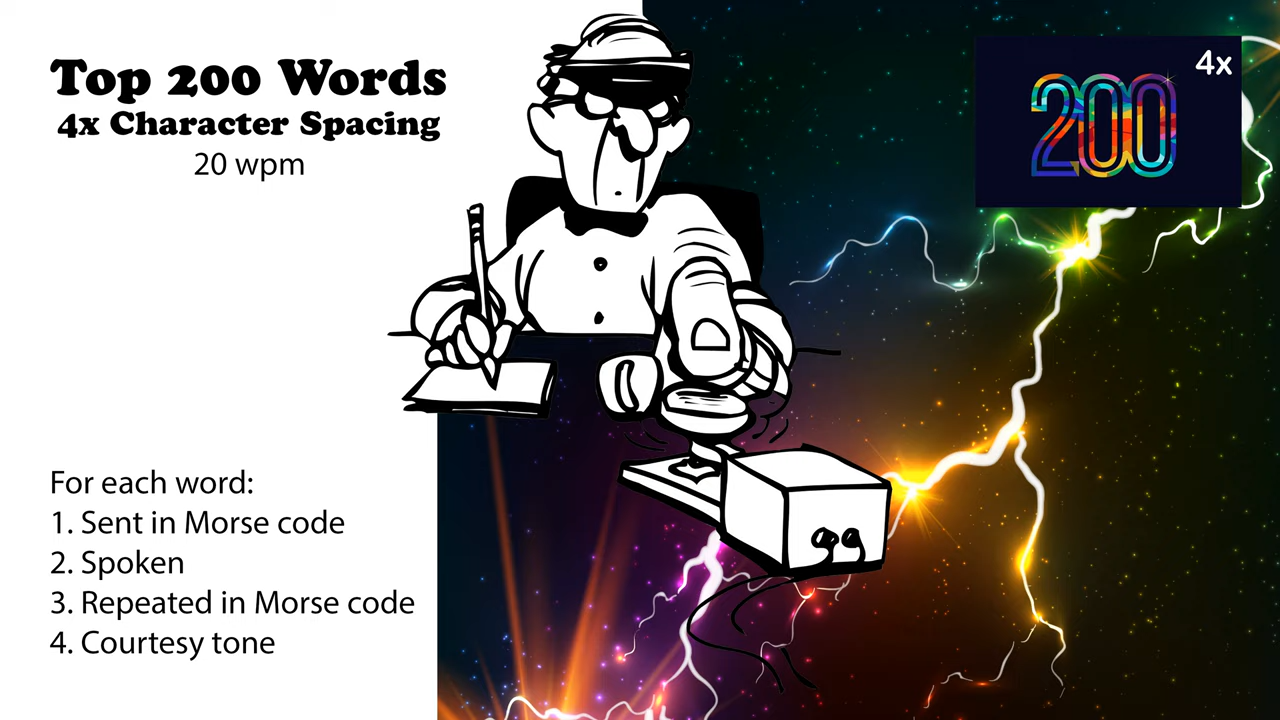 Top 200 Words
4x Character Spacing
20 wpm
4x
200
For each word:
1. Sent in Morse code
2. Spoken
3. Repeated in Morse code
4. Courtesy tone